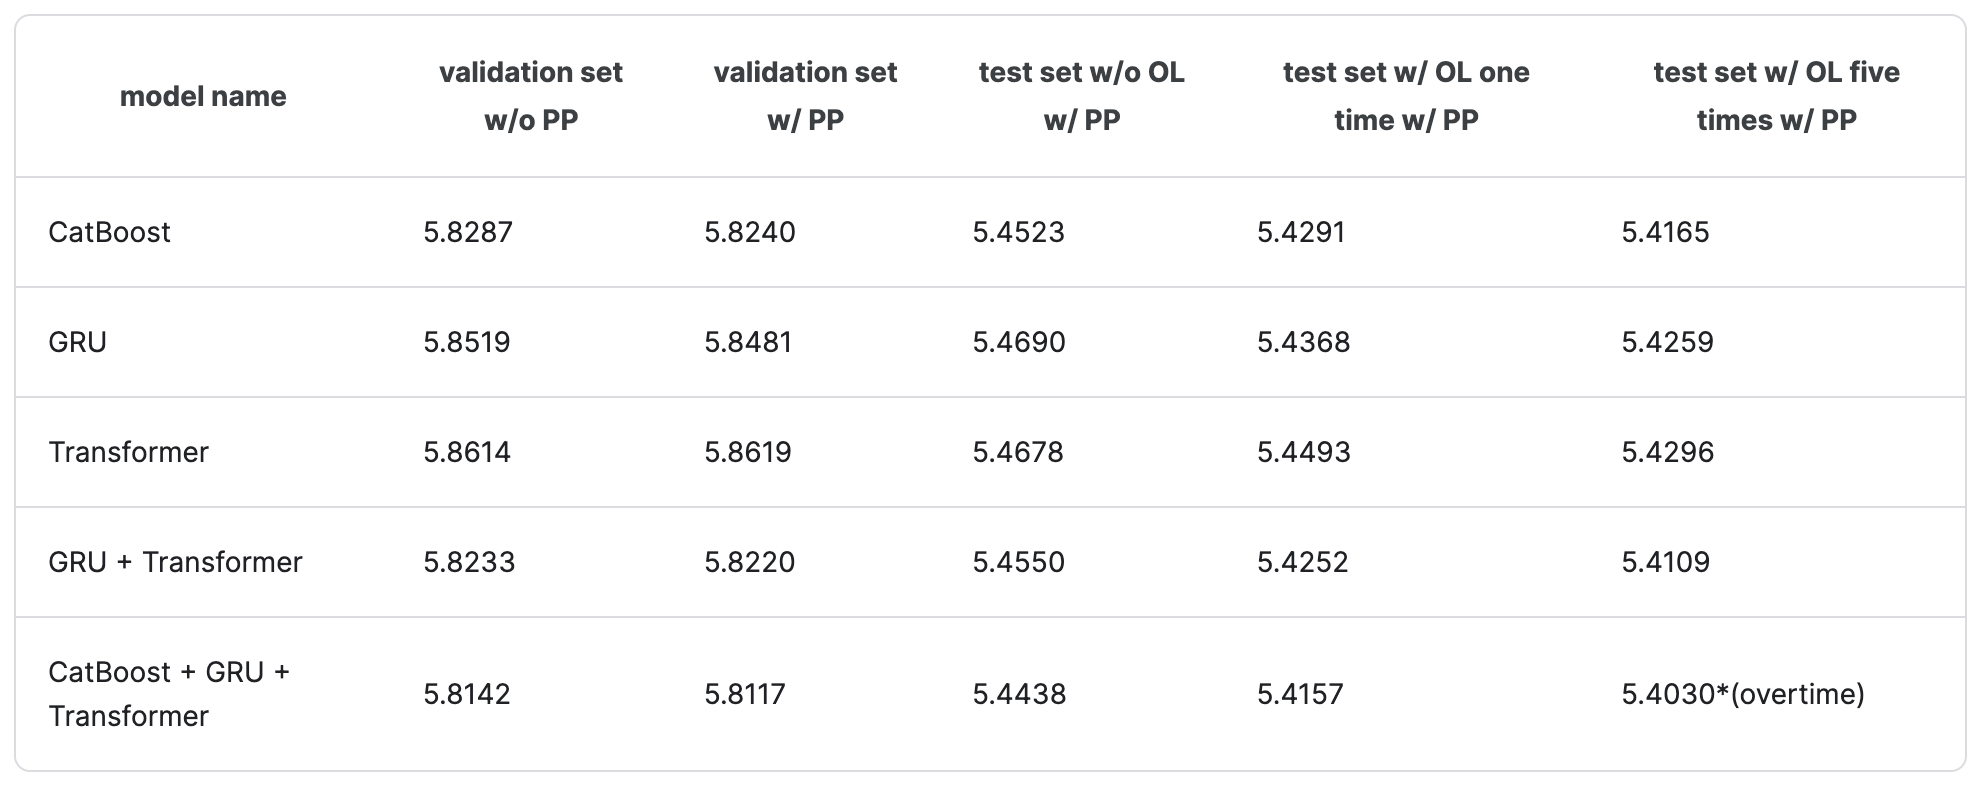 model name validation set w/o PP validation set w/ PP test set w/o OL w/ PP test set w/ OL one time w/ PP test set w/ OL five times w/ PP
CatBoost 5.8287 5.8240 5.4523 5.4291 5.4165
GRU 5.8519 5.8481 5.4690 5.4368 5.4259
Transformer 5.8614 5.8619 5.4678 5.4493 5.4296
GRU + Transformer 5.8233 5.8220 5.4550 5.4252 5.4109
CatBoost + GRU + Transformer 5.8142 5.8117 5.4438 5.4157 5.4030*(overtime)